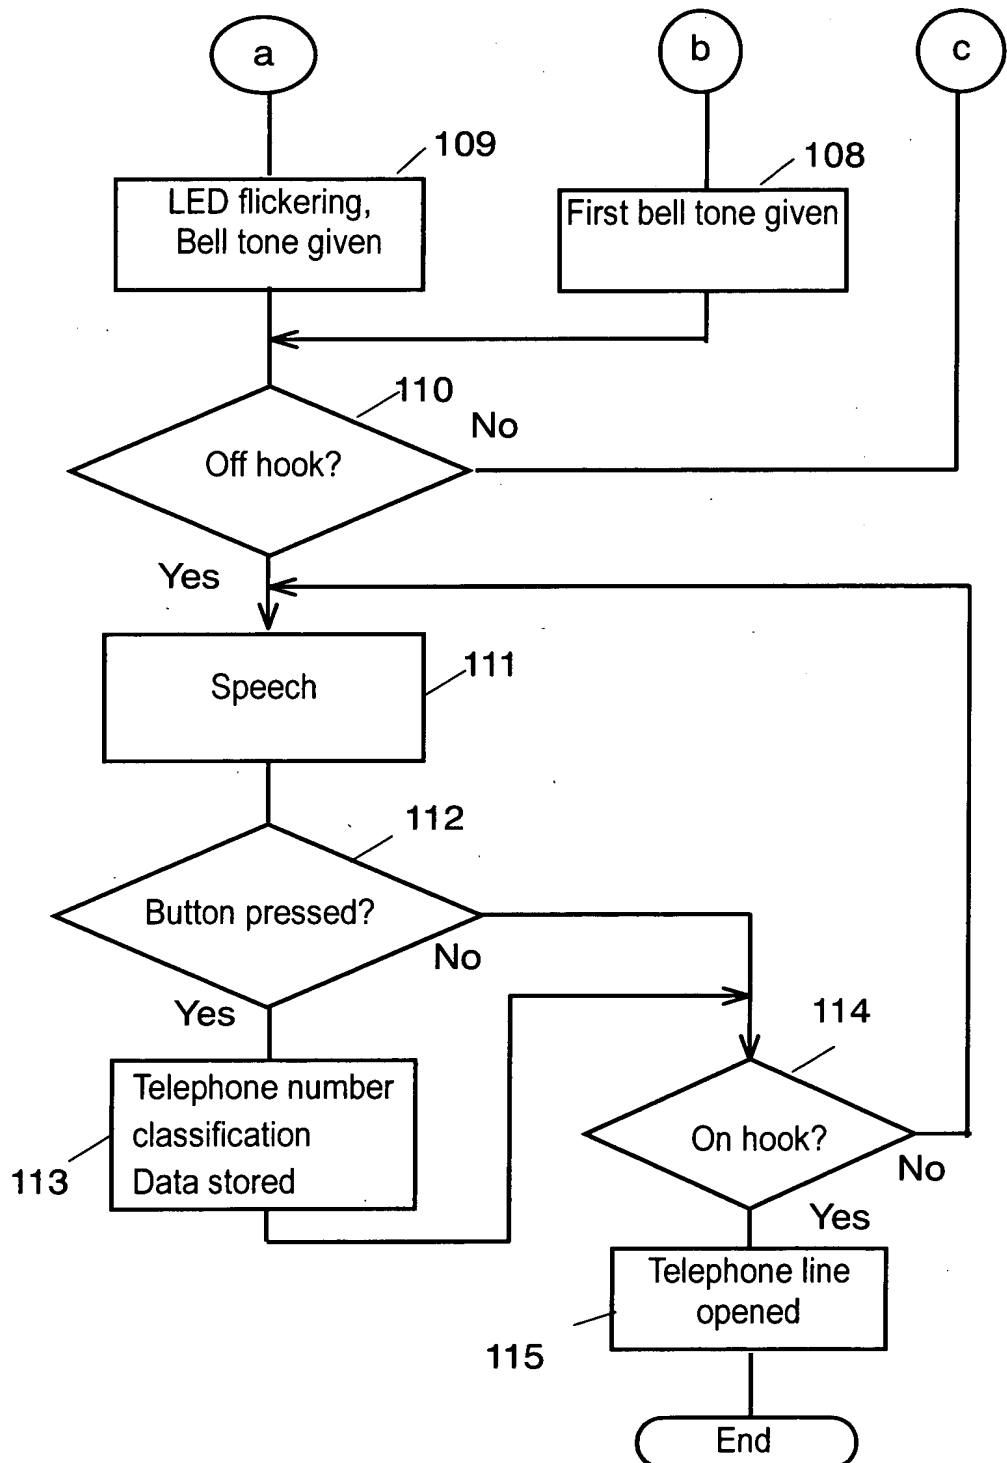 a
b
c
109
108
LED flickering,
Bell tone given
First bell tone given
110
No
Off hook?
Yes
111
Speech
112
Button pressed?
No
Yes
114
Telephone number
classification
Data stored
113
On hook?
No
Yes
Telephone line
opened
115
End